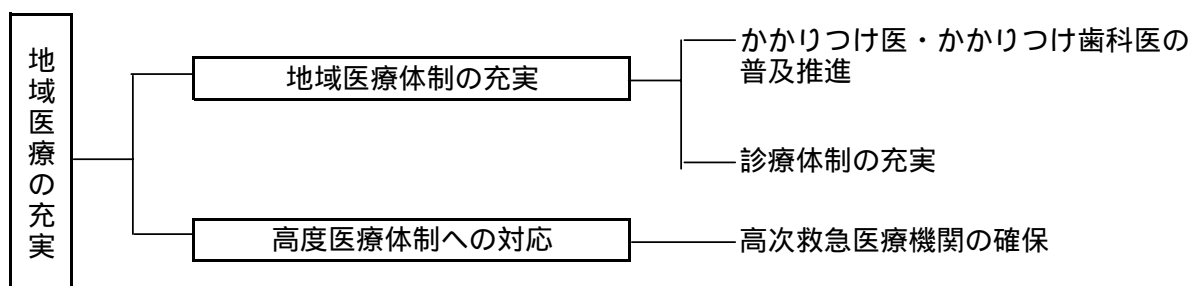 地域医療の充実
地域医療体制の充実
かかりつけ医・かかりつけ歯科医の
普及推進
診療体制の充実
高度医療体制への対応
高次救急医療機関の確保